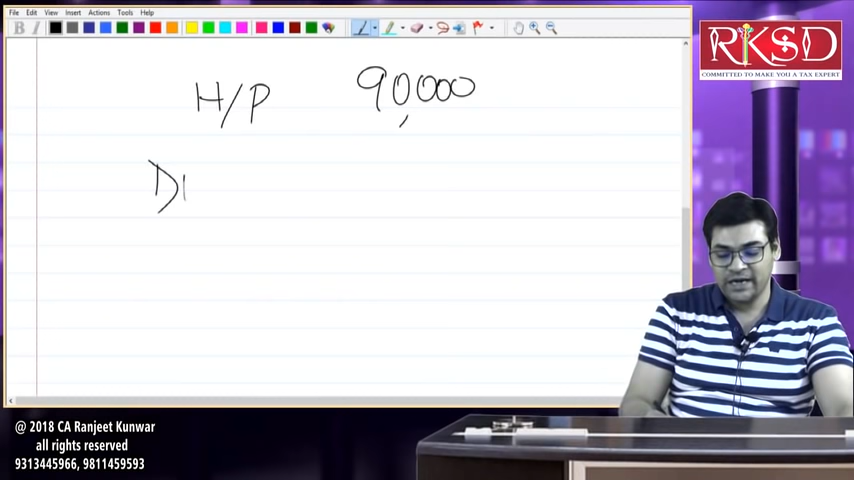 File Edit View Insert Actions Tools Help
B I
H/P 90,000
D
RKSD
COMMITTED TO MAKE YOU A TAX EXPERT
@ 2018 CA Ranjeet Kunwar
all rights reserved
9313445966, 9811459593